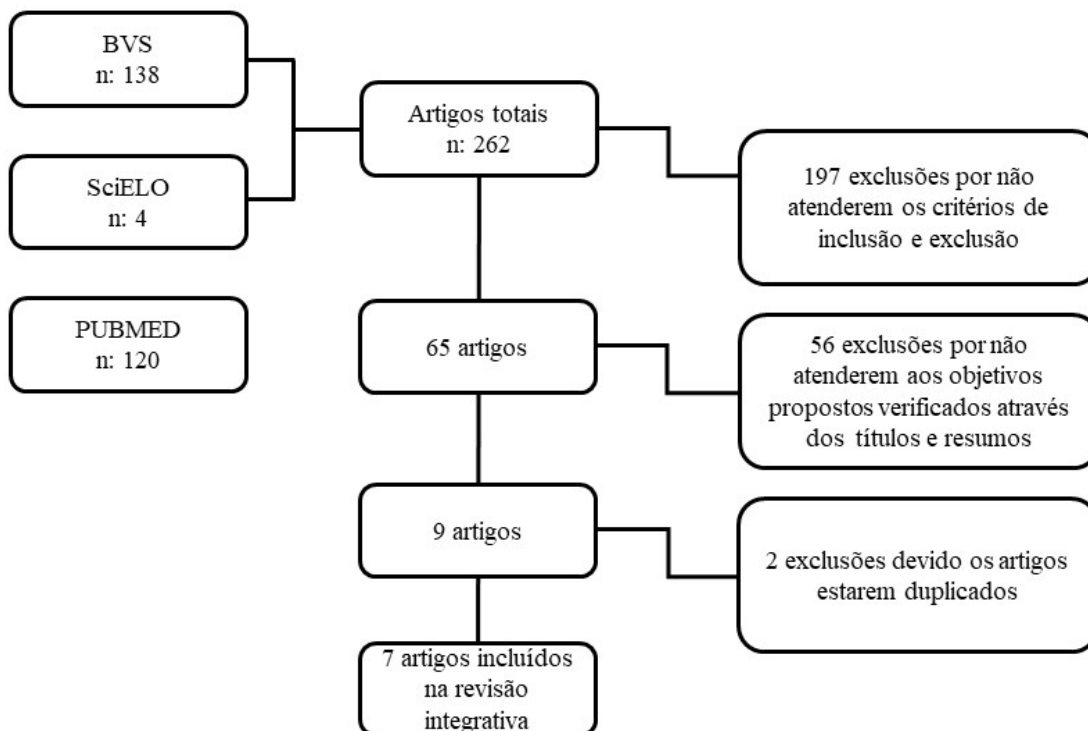 BVS
n: 138
SciELO
n: 4
PUBMED
n: 120
Artigos totais
n: 262
197 exclusões por não
atenderem os critérios de
inclusão e exclusão
65 artigos
56 exclusões por não
atenderem aos objetivos
propostos verificados através
dos títulos e resumos
9 artigos
2 exclusões devido os artigos
estarem duplicados
7 artigos incluídos
na revisão
integrativa